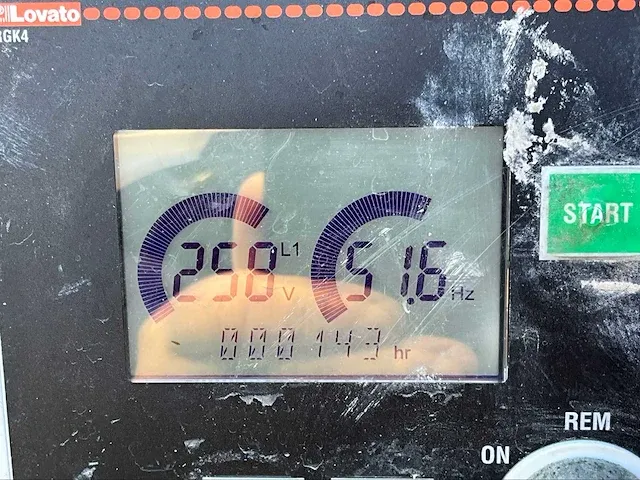 Lovato
RGK4
258 L1 V
51.6 Hz
000143 hr
START
REM
ON